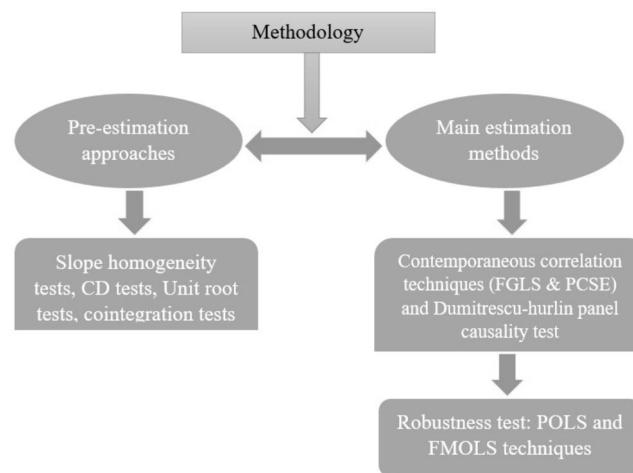 Methodology
Pre-estimation
approaches
Main estimation
methods
Slope homogeneity
tests, CD tests, Unit root
tests, cointegration tests
Contemporaneous correlation
techniques (FGLS & PCSE)
and Dumitrescu-hurlin panel
causality test
Robustness test: POLS and
FMOLS techniques